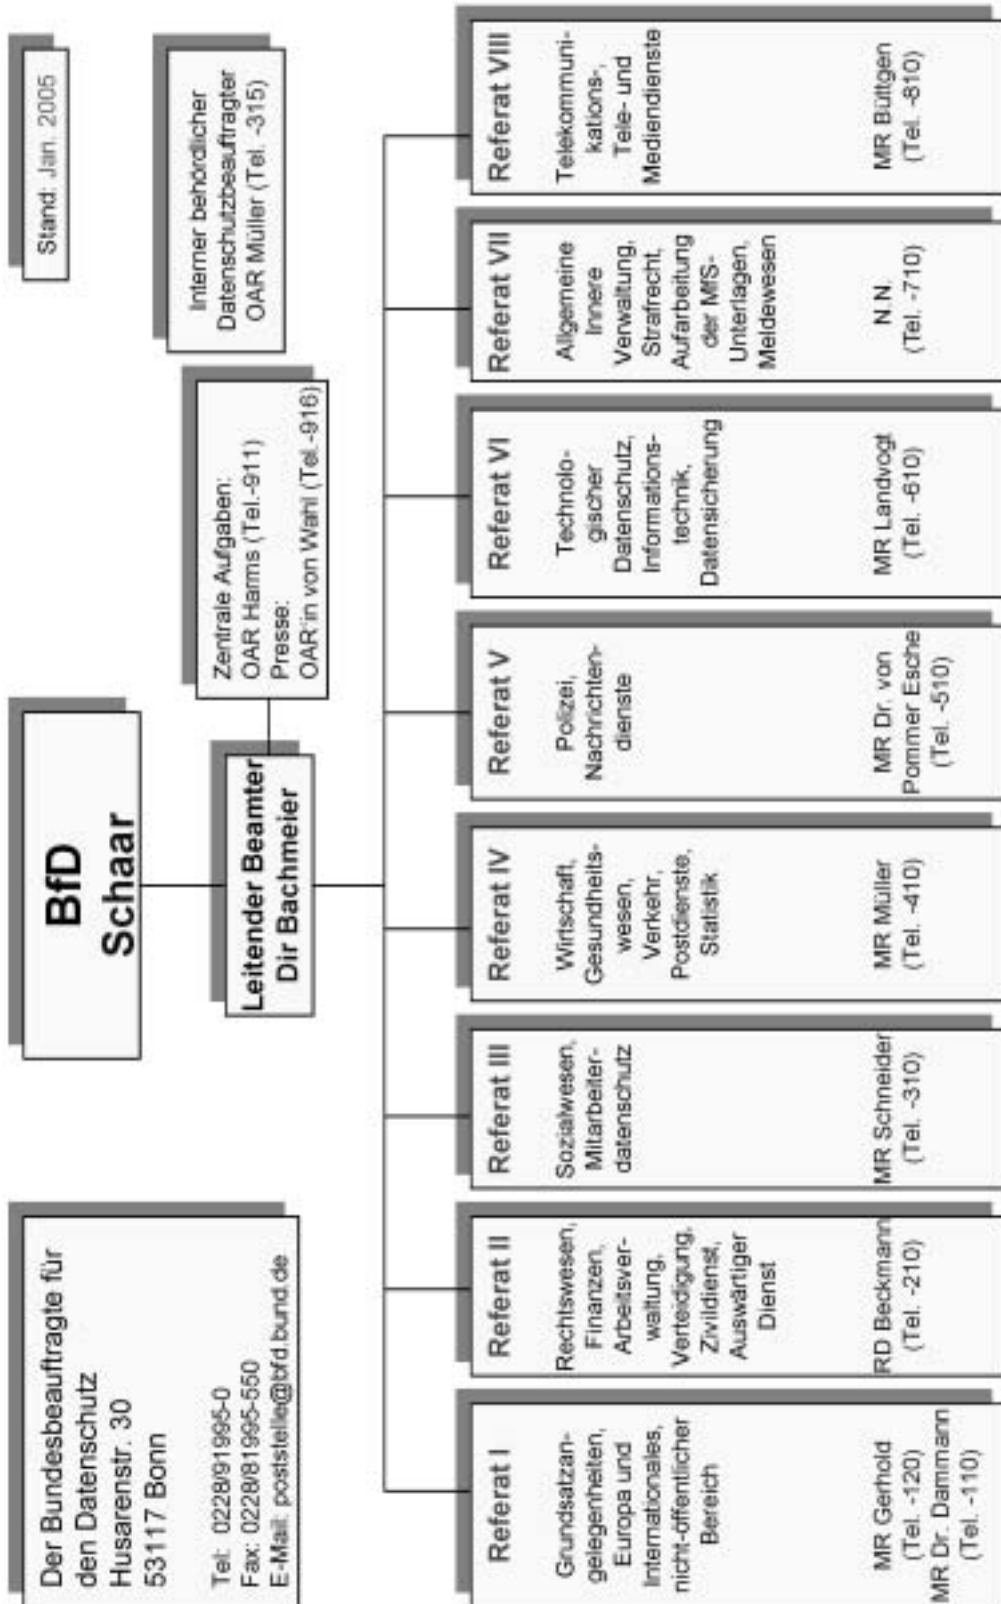 Der Bundesbeauftragte für
den Datenschutz
Husarenstr. 30
53117 Bonn
Tel: 0228/91995-0
Fax: 0228/81995-550
E-Mail: poststelle@bfd.bund.de
BfD
Schaar
Stand: Jan. 2005
Leitender Beamter
Dir Bachmeier
Zentrale Aufgaben:
OAR Harms (Tel.-911)
Presse:
OAR'in von Wahl (Tel.-916)
Interner behördlicher
Datenschutzbeauftragter
OAR Müller (Tel. -315)
Referat I
Grundsatzan-
gelegenheiten,
Europa und
Internationales,
nicht-öffentlicher
Bereich
MR Gerhold
(Tel. -120)
MR Dr. Dammann
(Tel. -110)
Referat II
Rechtswesen,
Finanzen,
Arbeitsver-
waltung,
Verteidigung,
Zivildienst,
Auswärtiger
Dienst
RD Beckmann
(Tel. -210)
Referat III
Sozialwesen,
Mitarbeiter-
datenschutz
MR Schneider
(Tel. -310)
Referat IV
Wirtschaft,
Gesundheits-
wesen,
Verkehr,
Postdienste,
Statistik
MR Müller
(Tel. -410)
Referat V
Polizei,
Nachrichten-
dienste
MR Dr. von
Pommer Esche
(Tel. -510)
Referat VI
Technolo-
gischer
Datenschutz,
Informations-
technik,
Datensicherung
MR Landvogt
(Tel. -610)
Referat VII
Allgemeine
Innere
Verwaltung,
Strafrecht,
Aufarbeitung
der MfS-
Unterlagen,
Meldewesen
N.N.
(Tel. -710)
Referat VIII
Telekommuni-
kations-,
Tele- und
Mediendienste
MR Büttgen
(Tel. -810)